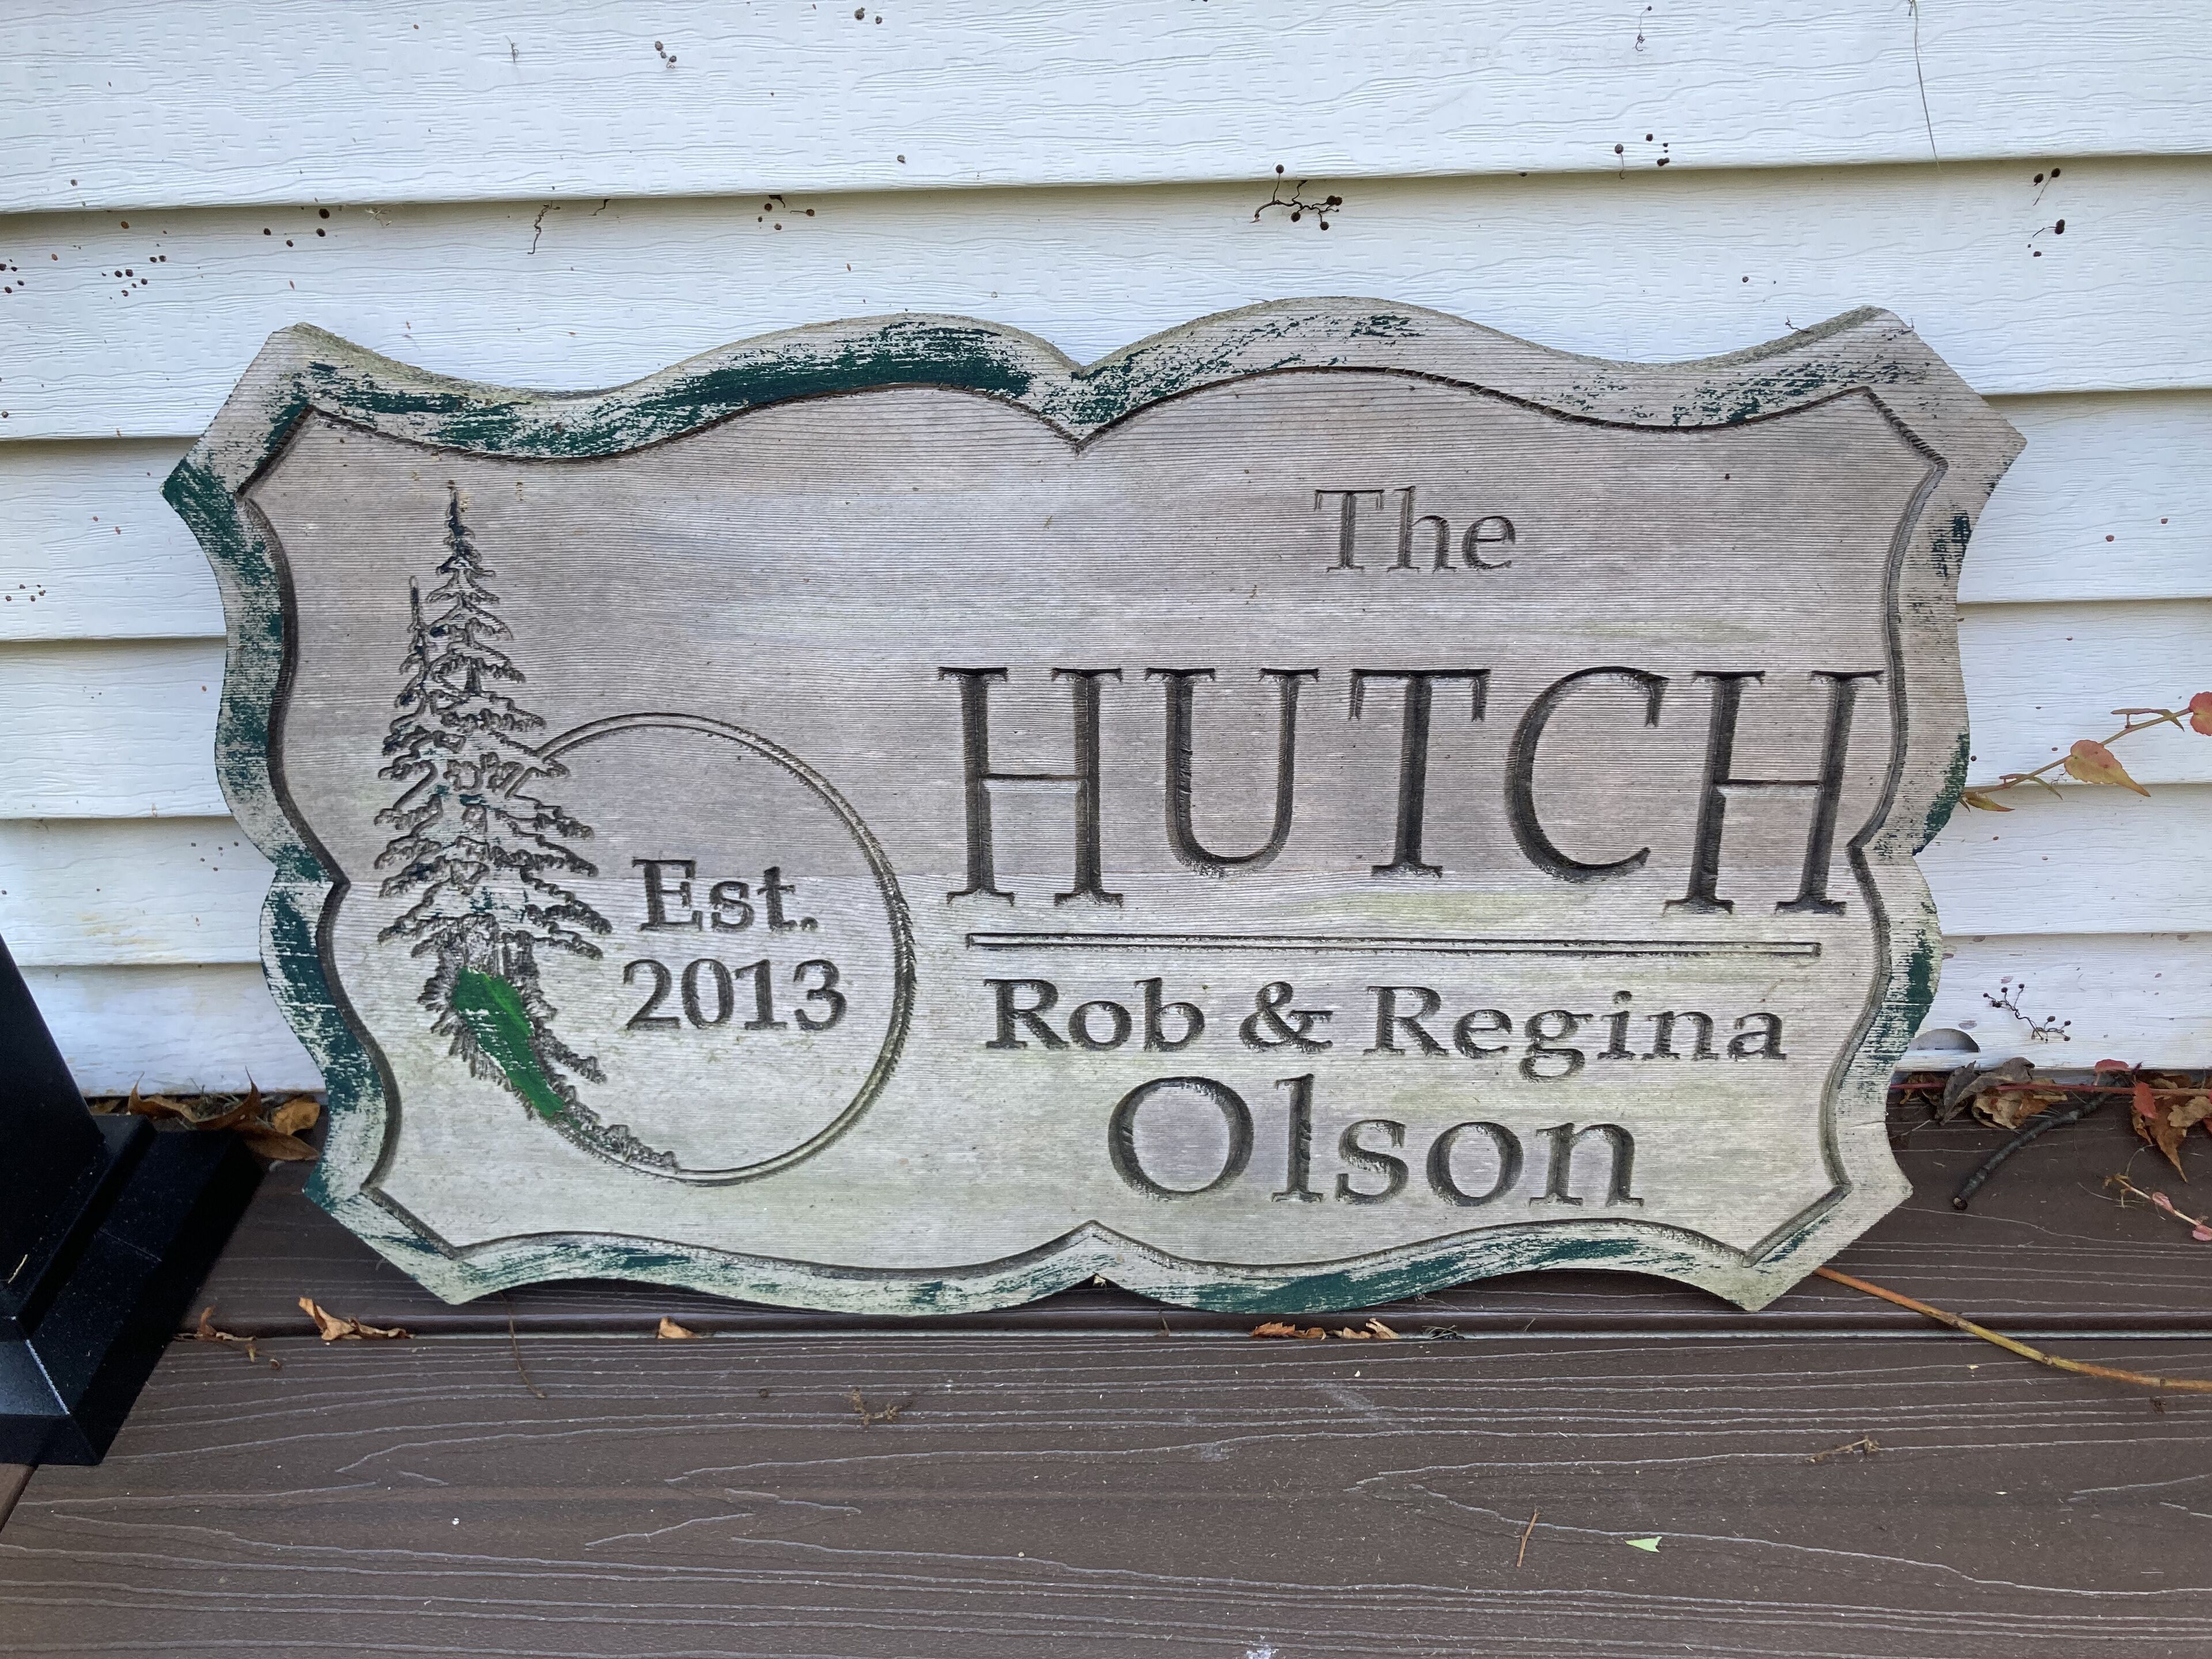 The
HUTCH
Est.
2013
Rob & Regina
Olson